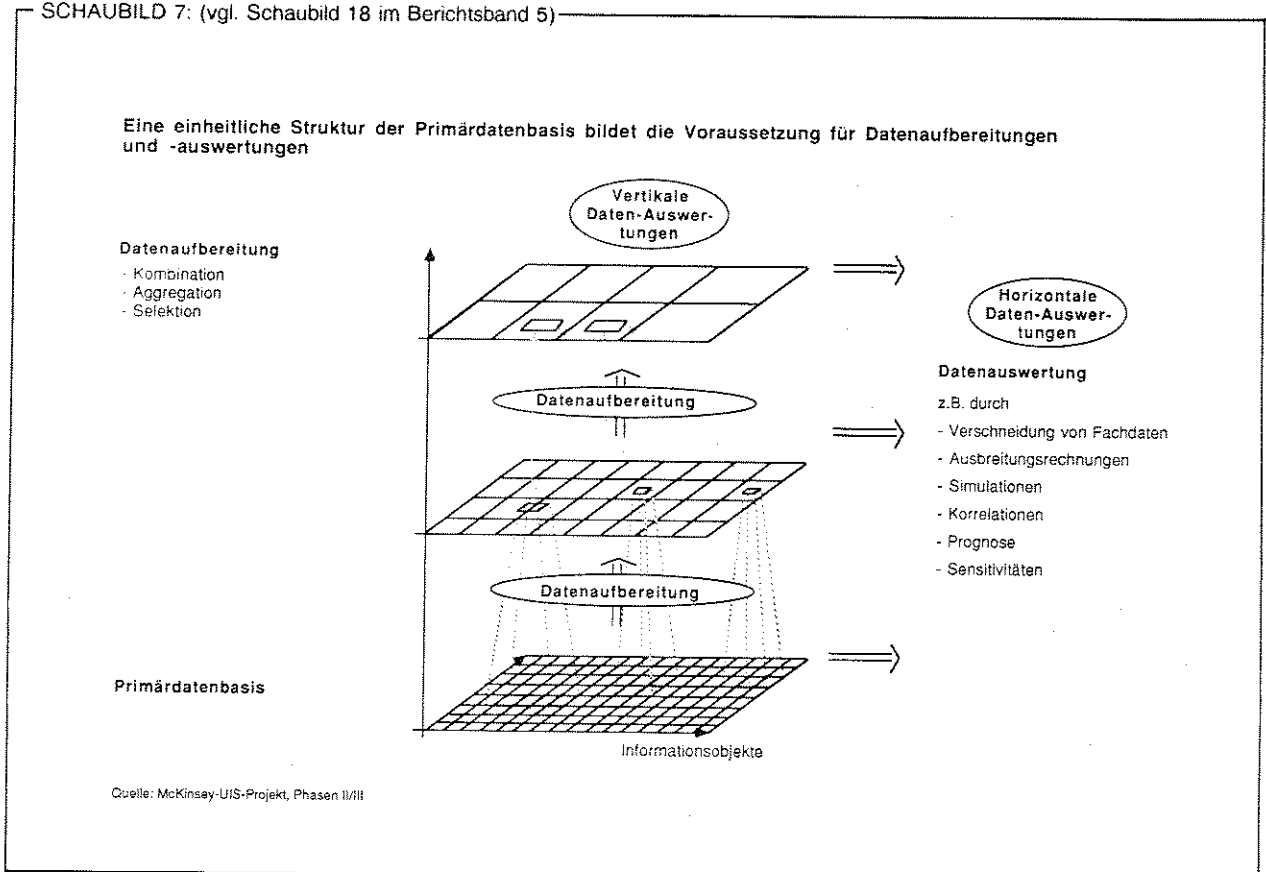 SCHAUBILD 7: (vgl. Schaubild 18 im Berichtsband 5)
Eine einheitliche Struktur der Primärdatenbasis bildet die Voraussetzung für Datenaufbereitungen
und -auswertungen
Vertikale
Daten-Auswer-
tungen
Datenaufbereitung
- Kombination
- Aggregation
- Selektion
Horizontale
Daten-Auswer-
tungen
Datenauswertung
z.B. durch
- Verschneidung von Fachdaten
- Ausbreitungsrechnungen
- Simulationen
- Korrelationen
- Prognose
- Sensitivitäten
Datenaufbereitung
Datenaufbereitung
Primärdatenbasis
Informationsobjekte
Quelle: McKinsey-UIS-Projekt, Phasen II/III